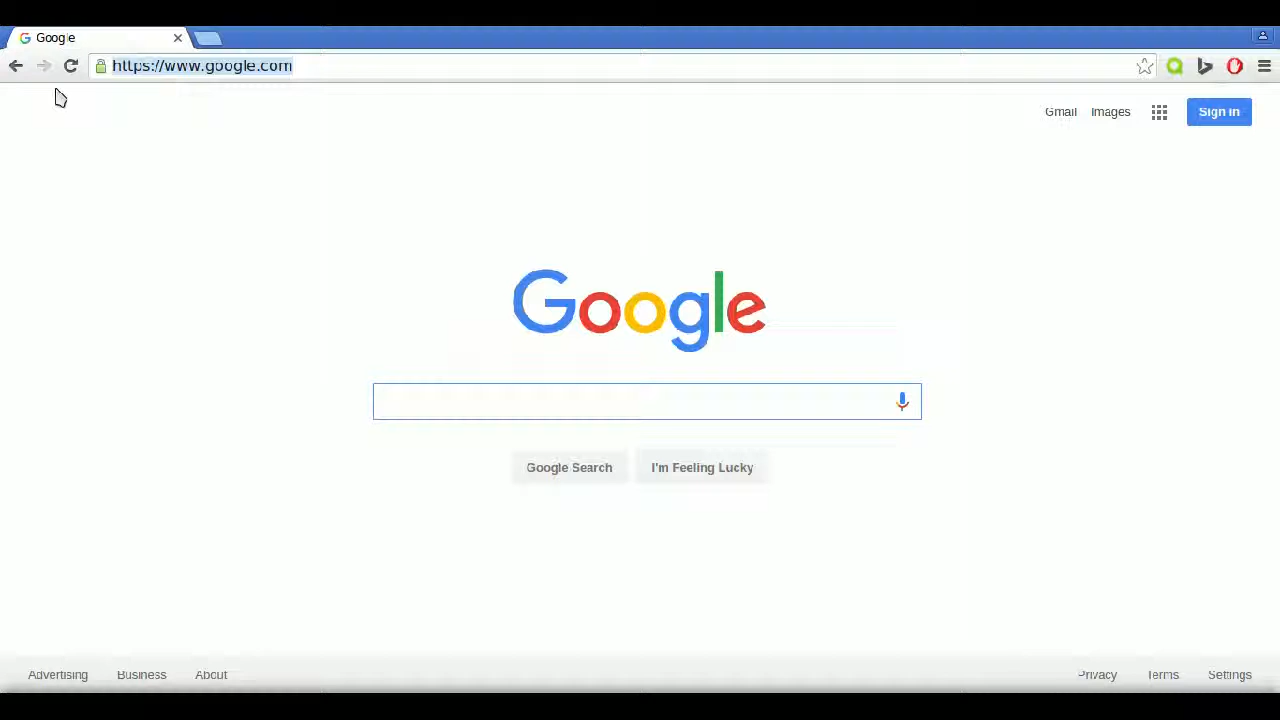 Google
https://www.google.com
Gmail Images Sign in
Google
Google Search I'm Feeling Lucky
Advertising Business About Privacy Terms Settings